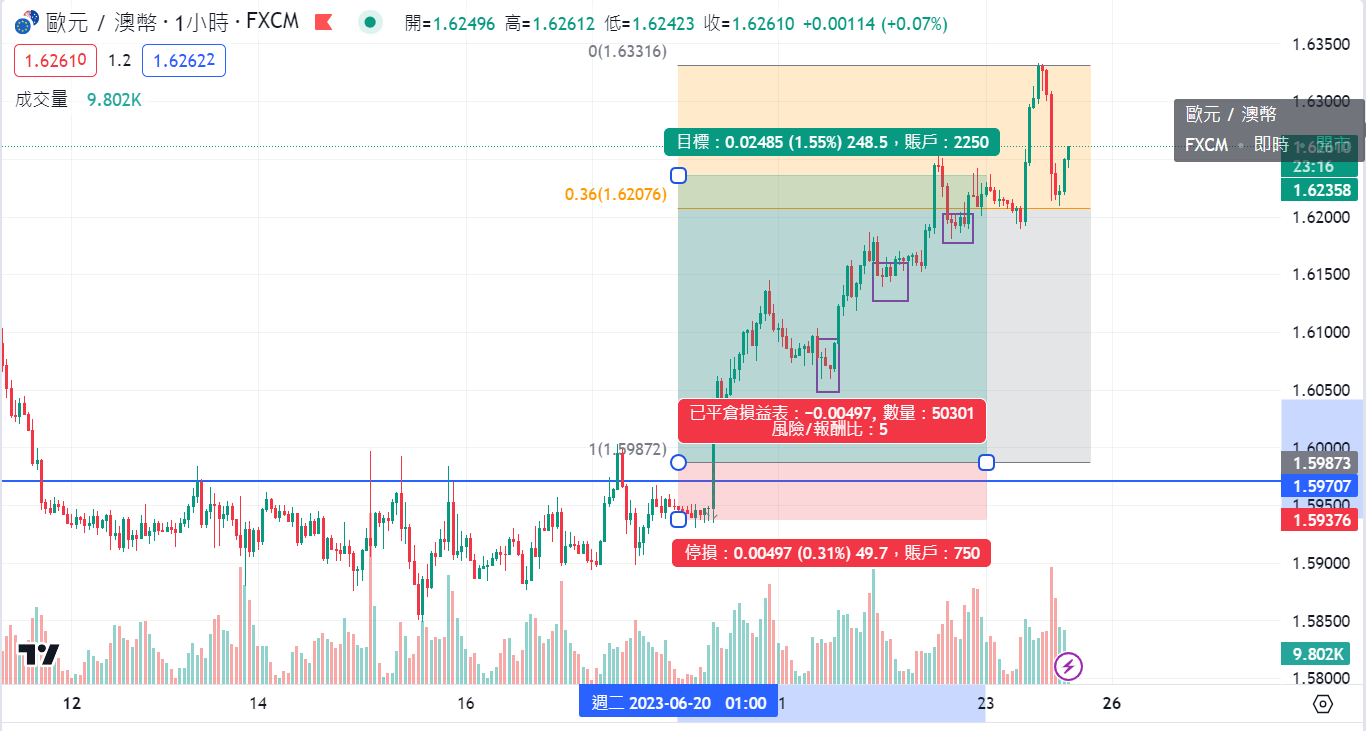 歐元 / 澳幣 · 1小時 · FXCM 開=1.62496 高=1.62612 低=1.62423 收=1.62610 +0.00114 (+0.07%)
1.62610 1.2 1.62622
成交量 9.802K
0(1.63316)
目標：0.02485 (1.55%) 248.5，賬戶：2250
0.36(1.62076)
已平倉損益表：−0.00497, 數量：50301
風險/報酬比：5
1(1.59872)
停損：0.00497 (0.31%) 49.7，賬戶：750
1.63500
1.63000
歐元 / 澳幣
FXCM • 即時 • 開市
1.62610
23:16
1.62358
1.62000
1.61500
1.61000
1.60500
1.60000
1.59873
1.59707
1.59500
1.59376
1.59000
1.58500
9.802K
1.58000
12 14 16 週二 2023-06-20 01:00 1 23 26